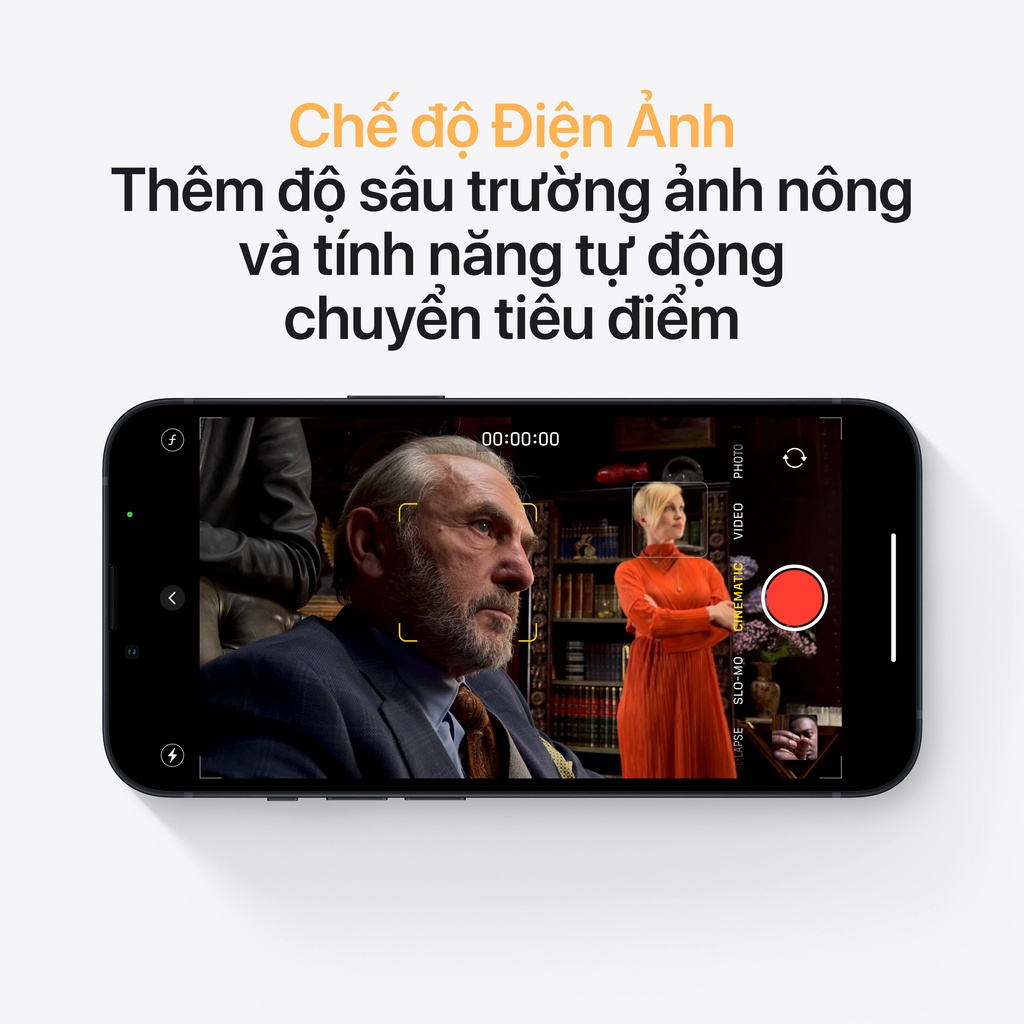 Chế độ Điện Ảnh
Thêm độ sâu trường ảnh nông
và tính năng tự động
chuyển tiêu điểm
00:00:00
PHOTO
VIDEO
CINEMATIC
SLO-MO
-LAPSE